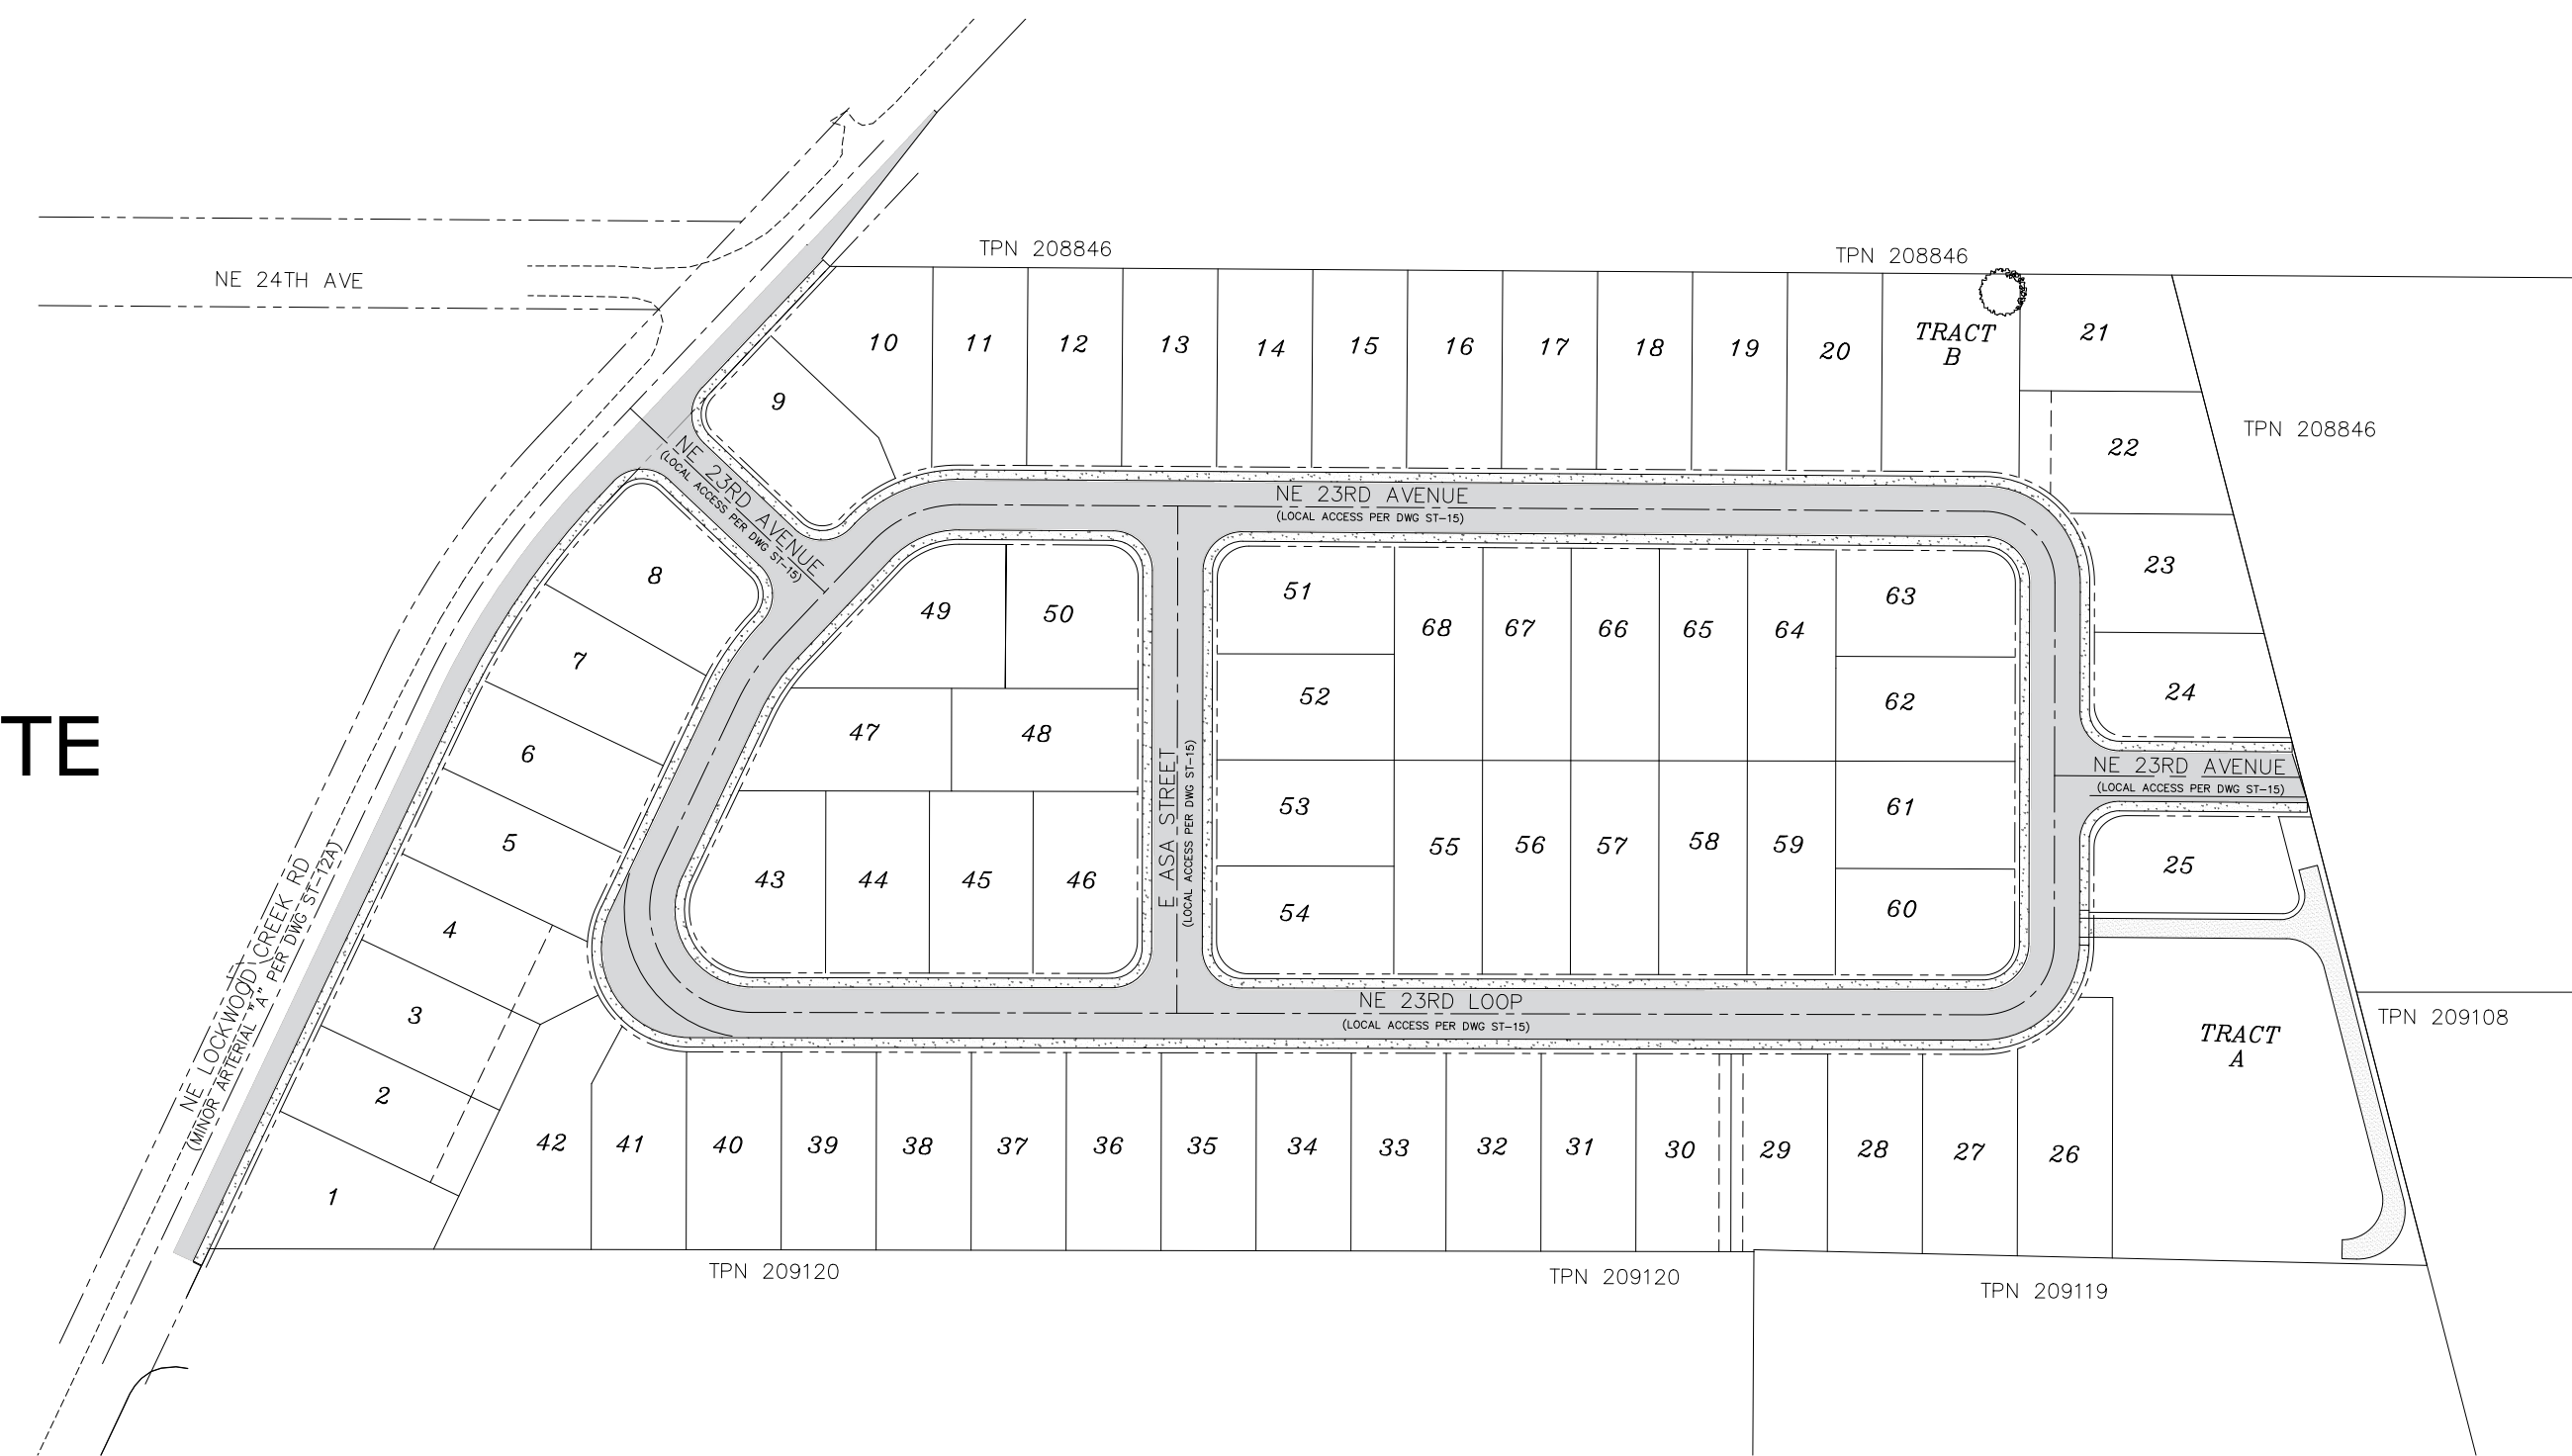 TPN 208846
TPN 208846
NE 24TH AVE
10
11
12
13
14
15
16
17
18
19
20
TRACT
B
21
9
22
TPN 208846
NE 23RD AVENUE
(LOCAL ACCESS PER DWG ST-15)
NE 23RD AVENUE
(LOCAL ACCESS PER DWG ST-15)
8
7
6
5
4
3
2
1
49
50
47
48
43
44
45
46
E ASA STREET
(LOCAL ACCESS PER DWG ST-15)
51
52
53
54
68
67
66
65
64
55
56
57
58
59
63
62
61
60
23
24
NE 23RD AVENUE
(LOCAL ACCESS PER DWG ST-15)
25
TE
NE LOCKWOOD CREEK RD
(MINOR ARTERIAL "A" PER DWG ST-12A)
NE 23RD LOOP
(LOCAL ACCESS PER DWG ST-15)
TRACT
A
TPN 209108
42
41
40
39
38
37
36
35
34
33
32
31
30
29
28
27
26
TPN 209120
TPN 209120
TPN 209119